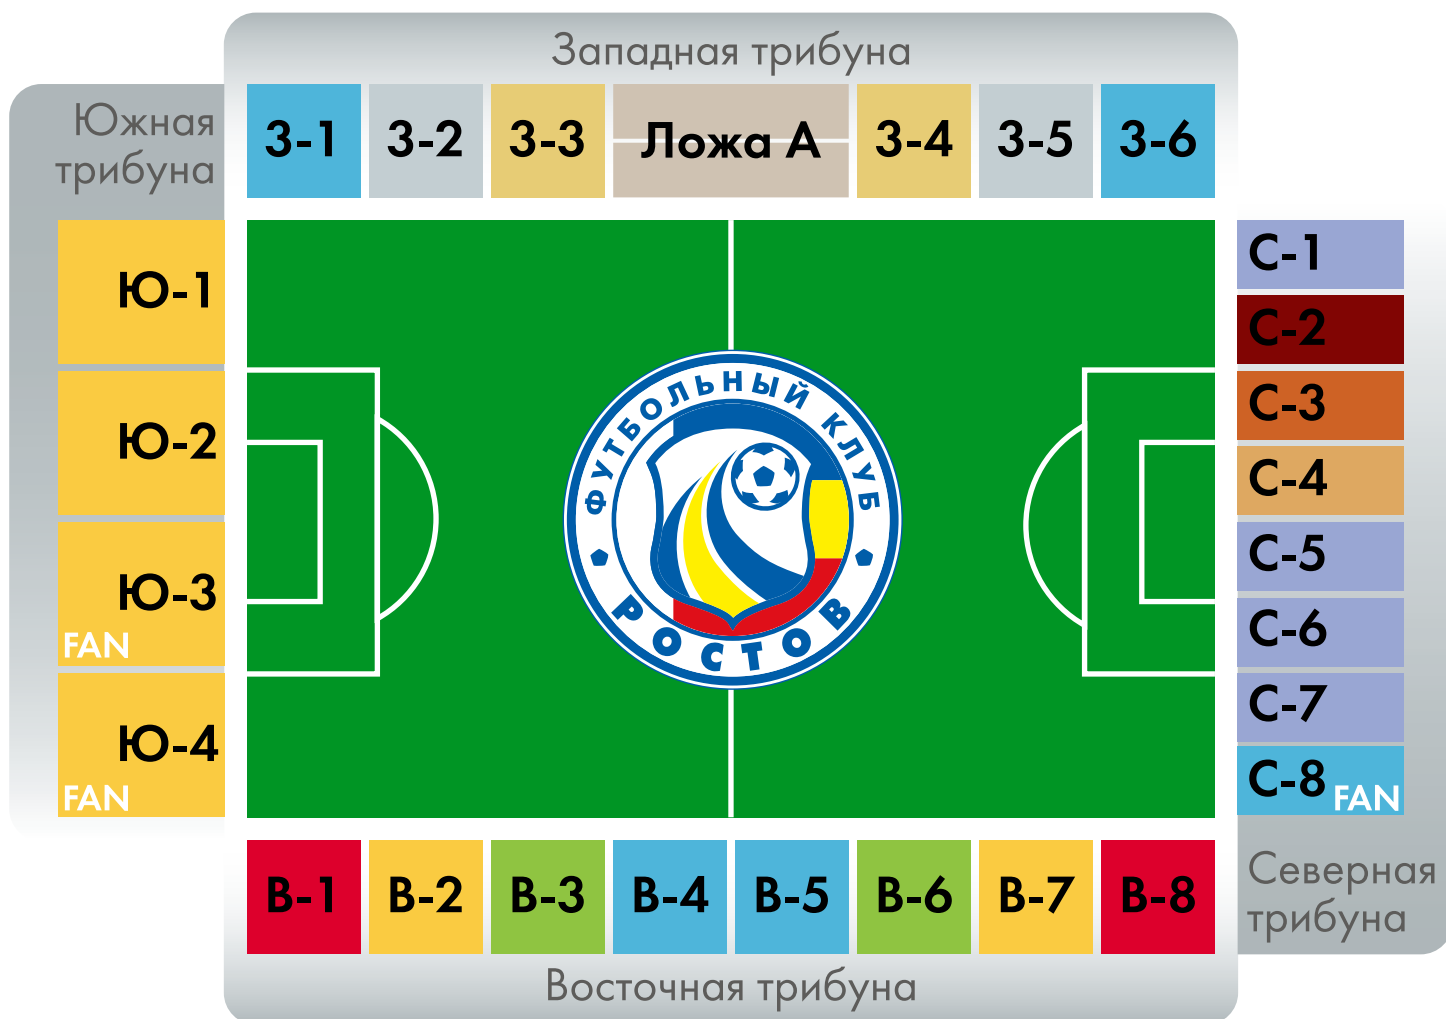 Западная трибуна
Южная
трибуна
З-1
З-2
З-3
Ложа А
З-4
З-5
З-6
Ю-1
Ю-2
Ю-3
FAN
Ю-4
FAN
ФУТБОЛЬНЫЙ КЛУБ
РОСТОВ
С-1
С-2
С-3
С-4
С-5
С-6
С-7
С-8 FAN
В-1
В-2
В-3
В-4
В-5
В-6
В-7
В-8
Северная
трибуна
Восточная трибуна